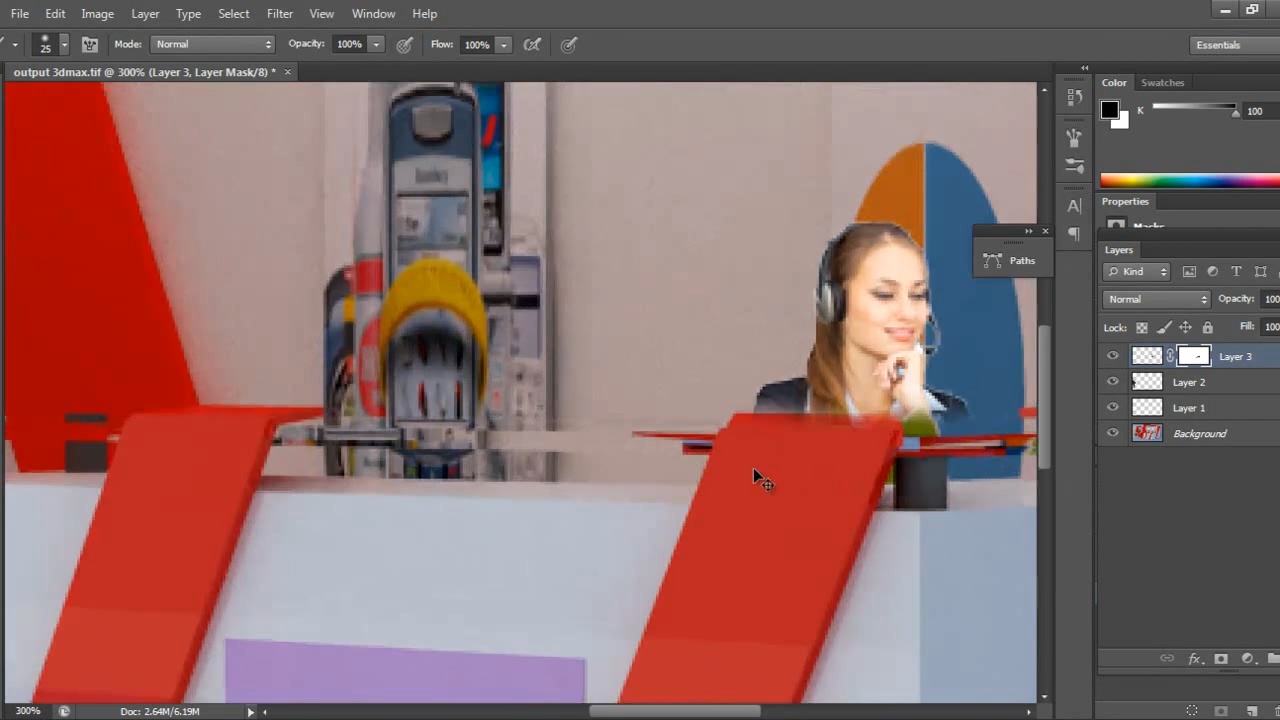 File Edit Image Layer Type Select Filter View Window Help
25 Mode: Normal Opacity: 100% Flow: 100% Essentials
output 3dmax.tif @ 300% (Layer 3, Layer Mask/8) * ×
Color Swatches
K 100
Properties
Masks
Paths
Layers
Kind
Normal Opacity: 100
Lock: Fill: 100
Layer 3
Layer 2
Layer 1
Background
300% Doc: 2.64M/6.19M